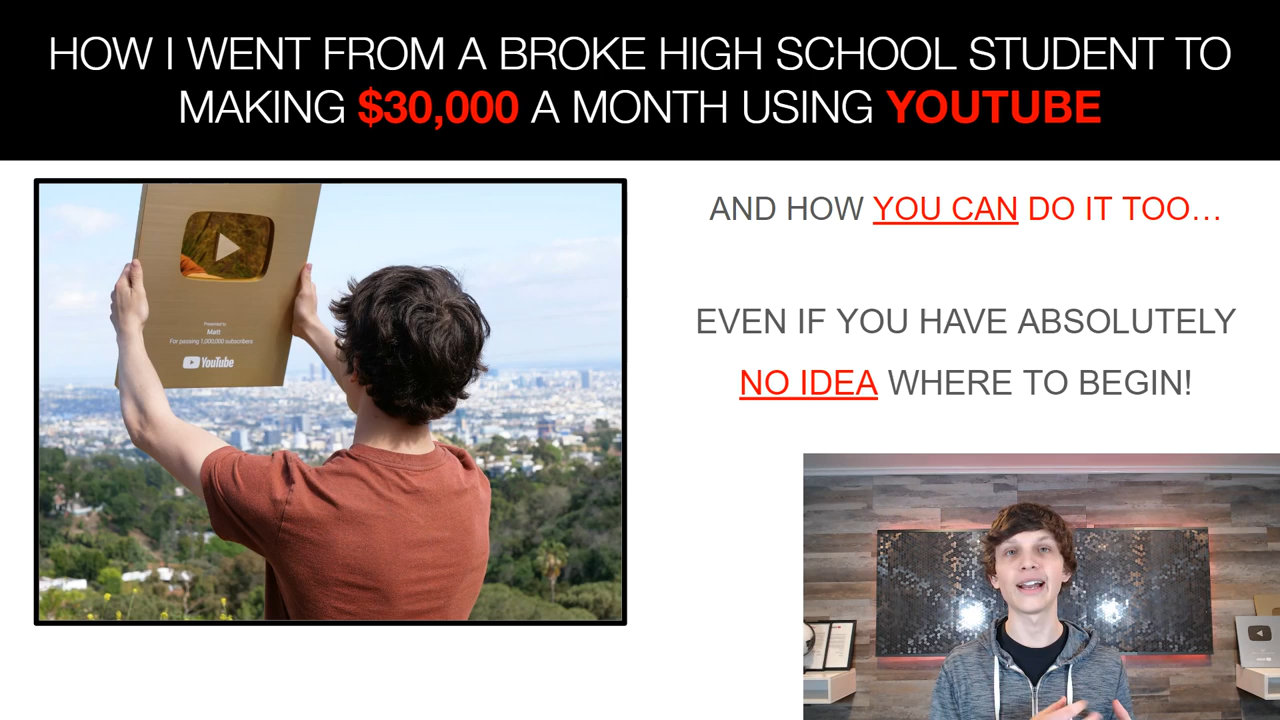 HOW I WENT FROM A BROKE HIGH SCHOOL STUDENT TO
MAKING $30,000 A MONTH USING YOUTUBE
AND HOW YOU CAN DO IT TOO...
EVEN IF YOU HAVE ABSOLUTELY
NO IDEA WHERE TO BEGIN!
Presented to
Matt
For passing 1,000,000 subscribers
YouTube